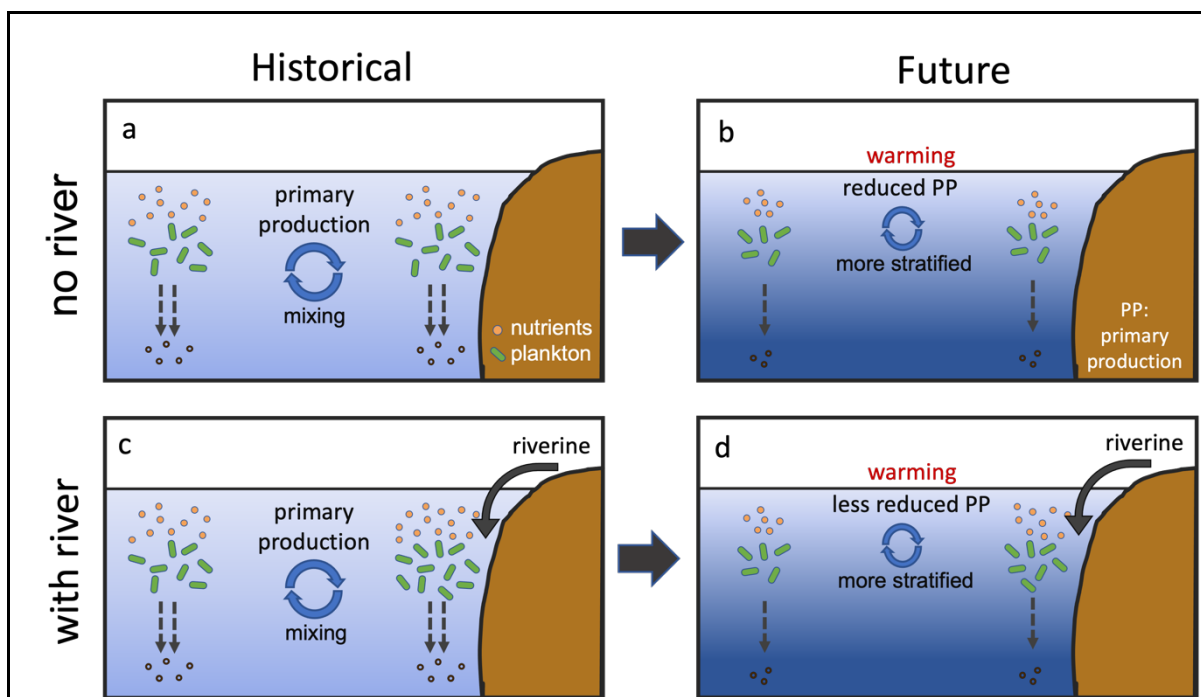 Historical
Future
no river
a
primary
production
mixing
nutrients
plankton
b
warming
reduced PP
more stratified
PP:
primary
production
with river
c
riverine
primary
production
mixing
d
riverine
warming
less reduced PP
more stratified